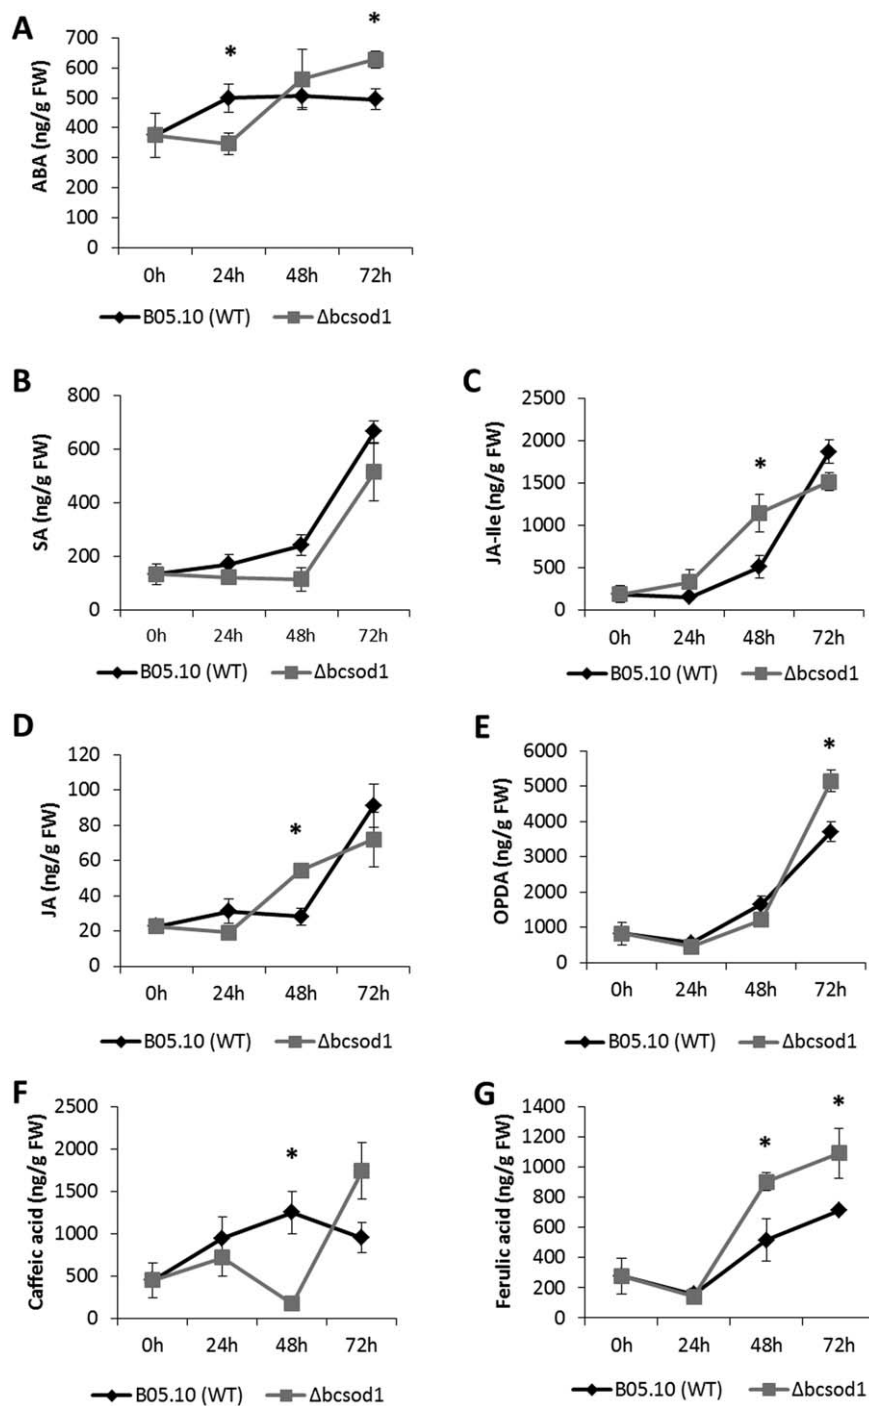 A
ABA (ng/g FW)
700
600
500
400
300
200
100
0
*
*
0h 24h 48h 72h
B05.10 (WT) Δbcsod1
B
SA (ng/g FW)
800
600
400
200
0
0h 24h 48h 72h
B05.10 (WT) Δbcsod1
C
JA-Ile (ng/g FW)
2500
2000
1500
1000
500
0
*
0h 24h 48h 72h
B05.10 (WT) Δbcsod1
D
JA (ng/g FW)
120
100
80
60
40
20
0
*
0h 24h 48h 72h
B05.10 (WT) Δbcsod1
E
OPDA (ng/g FW)
6000
5000
4000
3000
2000
1000
0
*
0h 24h 48h 72h
B05.10 (WT) Δbcsod1
F
Caffeic acid (ng/g FW)
2500
2000
1500
1000
500
0
*
0h 24h 48h 72h
B05.10 (WT) Δbcsod1
G
Ferulic acid (ng/g FW)
1400
1200
1000
800
600
400
200
0
*
*
0h 24h 48h 72h
B05.10 (WT) Δbcsod1